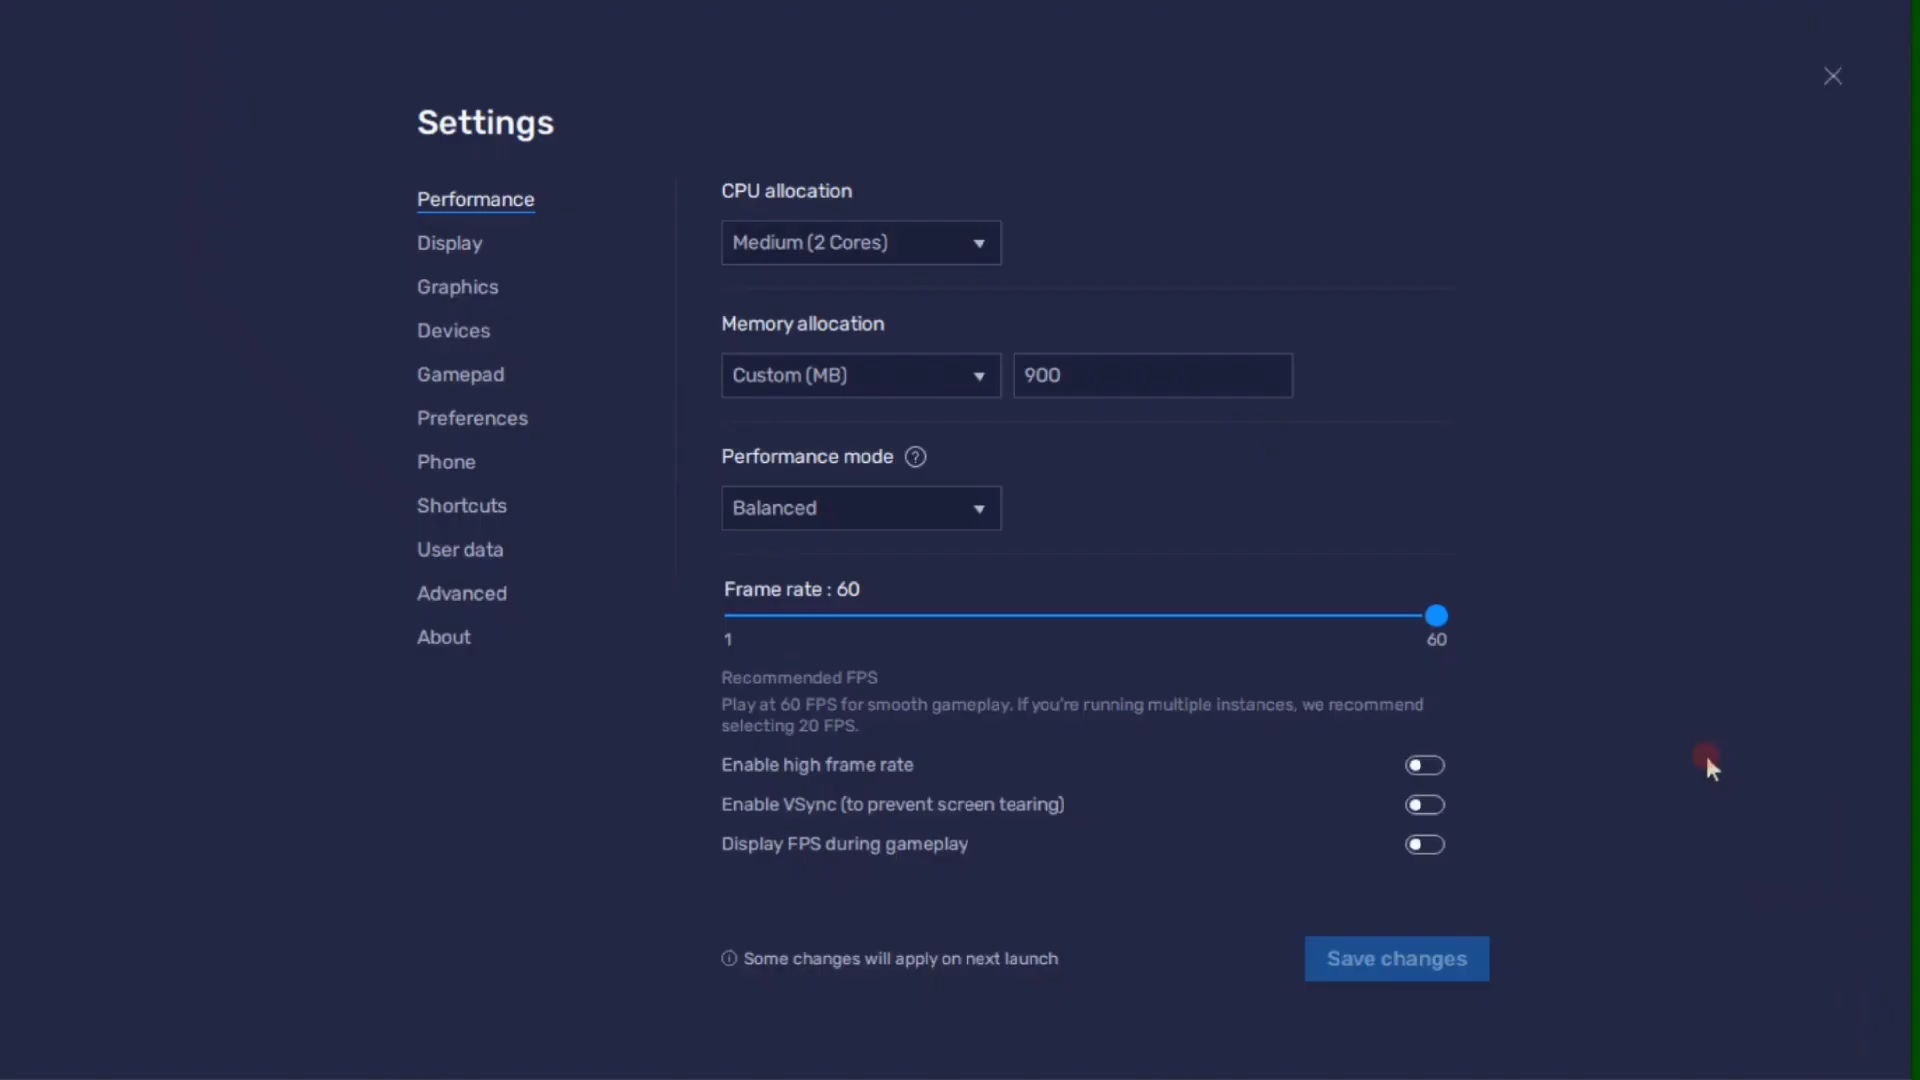 Settings
Performance
Display
Graphics
Devices
Gamepad
Preferences
Phone
Shortcuts
User data
Advanced
About
CPU allocation
Medium (2 Cores)
Memory allocation
Custom (MB)
900
Performance mode
Balanced
Frame rate : 60
1
60
Recommended FPS
Play at 60 FPS for smooth gameplay. If you're running multiple instances, we recommend
selecting 20 FPS.
Enable high frame rate
Enable VSync (to prevent screen tearing)
Display FPS during gameplay
Some changes will apply on next launch
Save changes